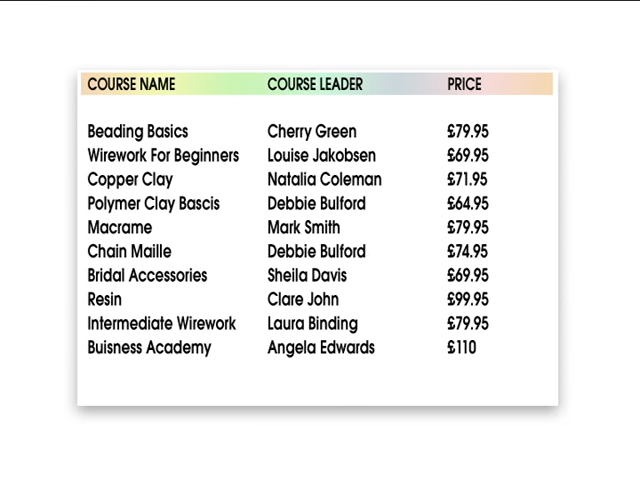 COURSE NAME COURSE LEADER PRICE
Beading Basics Cherry Green £79.95
Wirework For Beginners Louise Jakobsen £69.95
Copper Clay Natalia Coleman £71.95
Polymer Clay Bascis Debbie Bulford £64.95
Macrame Mark Smith £79.95
Chain Maille Debbie Bulford £74.95
Bridal Accessories Sheila Davis £69.95
Resin Clare John £99.95
Intermediate Wirework Laura Binding £79.95
Buisness Academy Angela Edwards £110